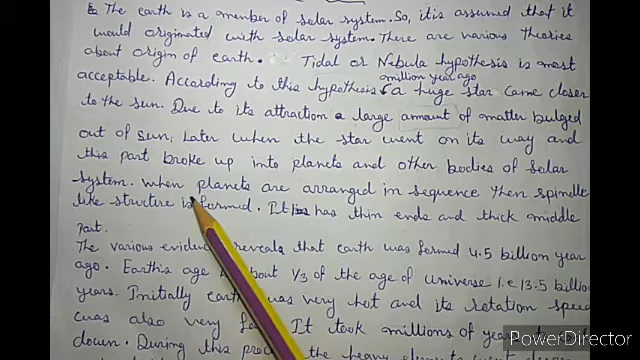 The earth is a member of solar system. So, it is assumed that it
would originated with solar system. There are various theories
about origin of earth. Tidal or Nebula hypothesis is most
acceptable. According to this hypothesis a million year ago a huge star came closer
to the sun. Due to its attraction a large amount of matter bulged
out of sun, Later when the star went on its way and
this part broke up into planets and other bodies of solar
system. When planets are arranged in sequence then spindle
like structure is formed. It has thin ends and thick middle
part.
The various evidence reveals that earth was formed 4.5 billion year
ago. Earth's age is about 1/3 of the age of universe i.e 13.5 billion
years. Initially earth was very hot and its rotation speed
was also very fa It took millions of years to
down. During this proce the heavy
PowerDirector